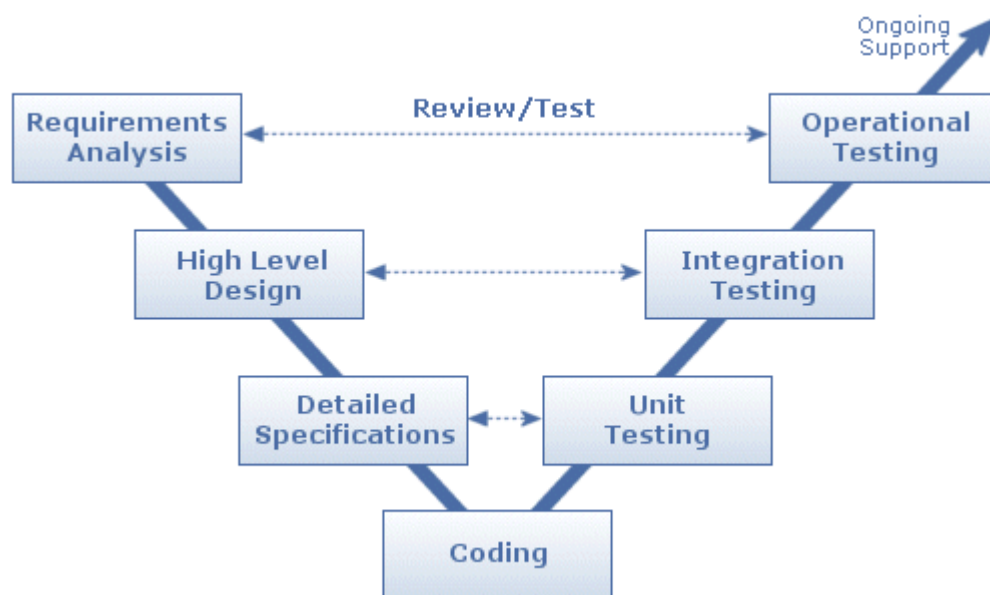 Ongoing
Support
Requirements
Analysis
Review/Test
Operational
Testing
High Level
Design
Integration
Testing
Detailed
Specifications
Unit
Testing
Coding